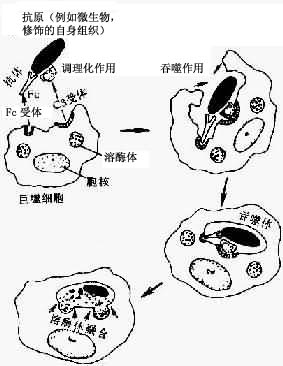 抗原（例如微生物，
修饰的自身组织）
抗体
Fc
调理化作用
C3受体
Fc 受体
溶酶体
胞核
巨噬细胞
吞噬作用
吞噬体
溶酶体融合